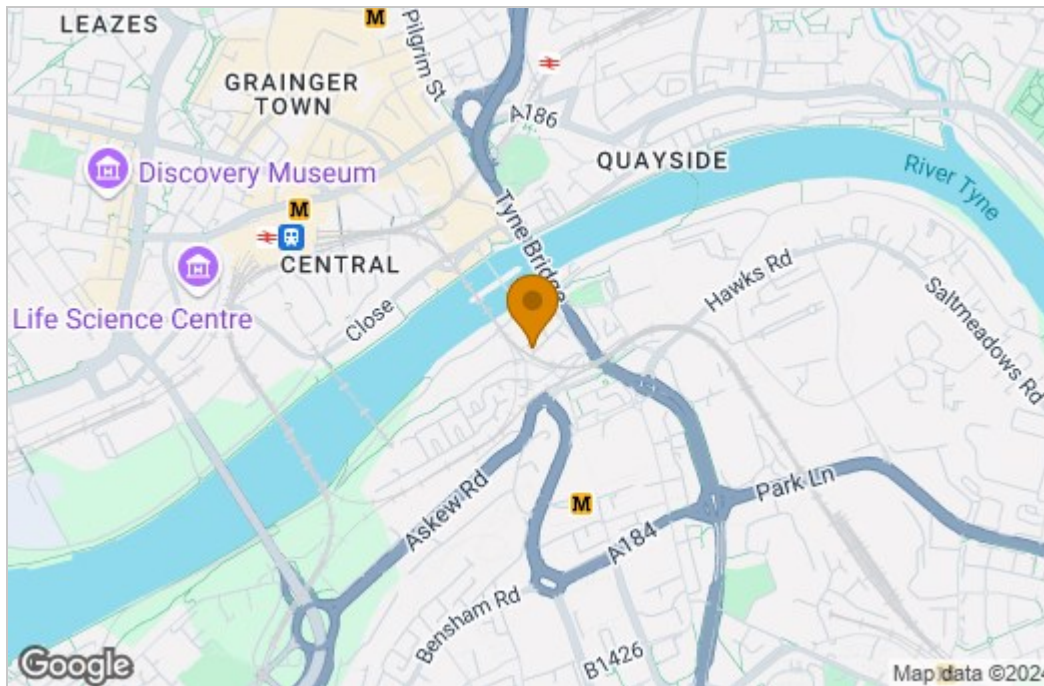 LEAZES
M
Pilgrim St
GRAINGER
TOWN
A186
QUAYSIDE
Discovery Museum
River Tyne
M
Tyne Bridge
CENTRAL
Hawks Rd
Life Science Centre
Close
Saltmeadows Rd
Askew Rd
M
Park Ln
A184
Bensham Rd
B1426
Google
Map data ©2024